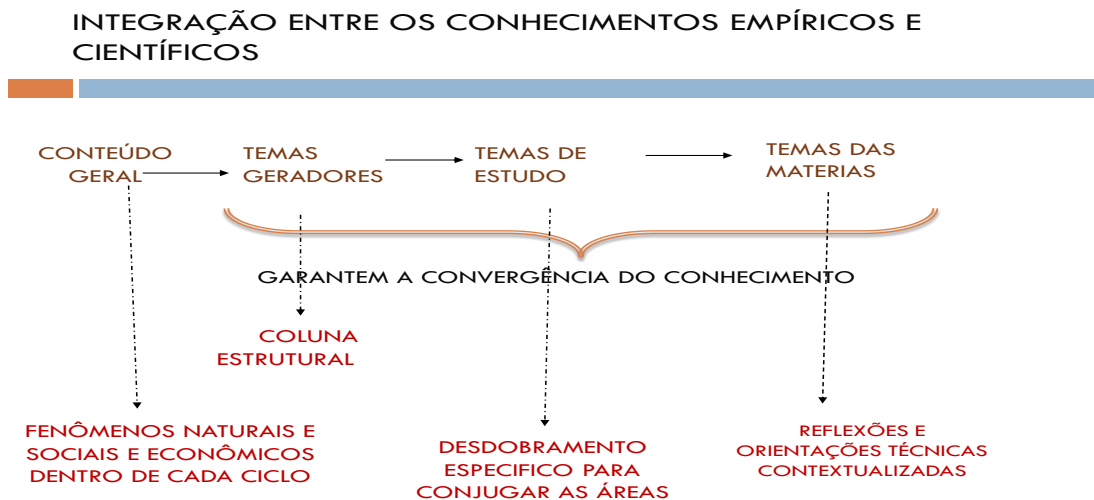 INTEGRAÇÃO ENTRE OS CONHECIMENTOS EMPÍRICOS E
CIENTÍFICOS
CONTEÚDO
GERAL
TEMAS
GERADORES
TEMAS DE
ESTUDO
TEMAS DAS
MATERIAS
GARANTEM A CONVERGÊNCIA DO CONHECIMENTO
COLUNA
ESTRUTURAL
FENÔMENOS NATURAIS E
SOCIAIS E ECONÔMICOS
DENTRO DE CADA CICLO
DESDOBRAMENTO
ESPECIFICO PARA
CONJUGAR AS ÁREAS
REFLEXÕES E
ORIENTAÇÕES TÉCNICAS
CONTEXTUALIZADAS